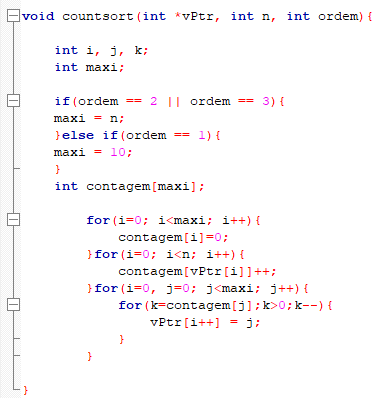 void countsort(int *vPtr, int n, int ordem){
int i, j, k;
int maxi;
if(ordem == 2 || ordem == 3){
maxi = n;
}else if(ordem == 1){
maxi = 10;
}
int contagem[maxi];
for(i=0; i<maxi; i++){
contagem[i]=0;
}for(i=0; i<n; i++){
contagem[vPtr[i]]++;
}for(i=0, j=0; j<maxi; j++){
for(k=contagem[j];k>0;k--){
vPtr[i++] = j;
}
}
}